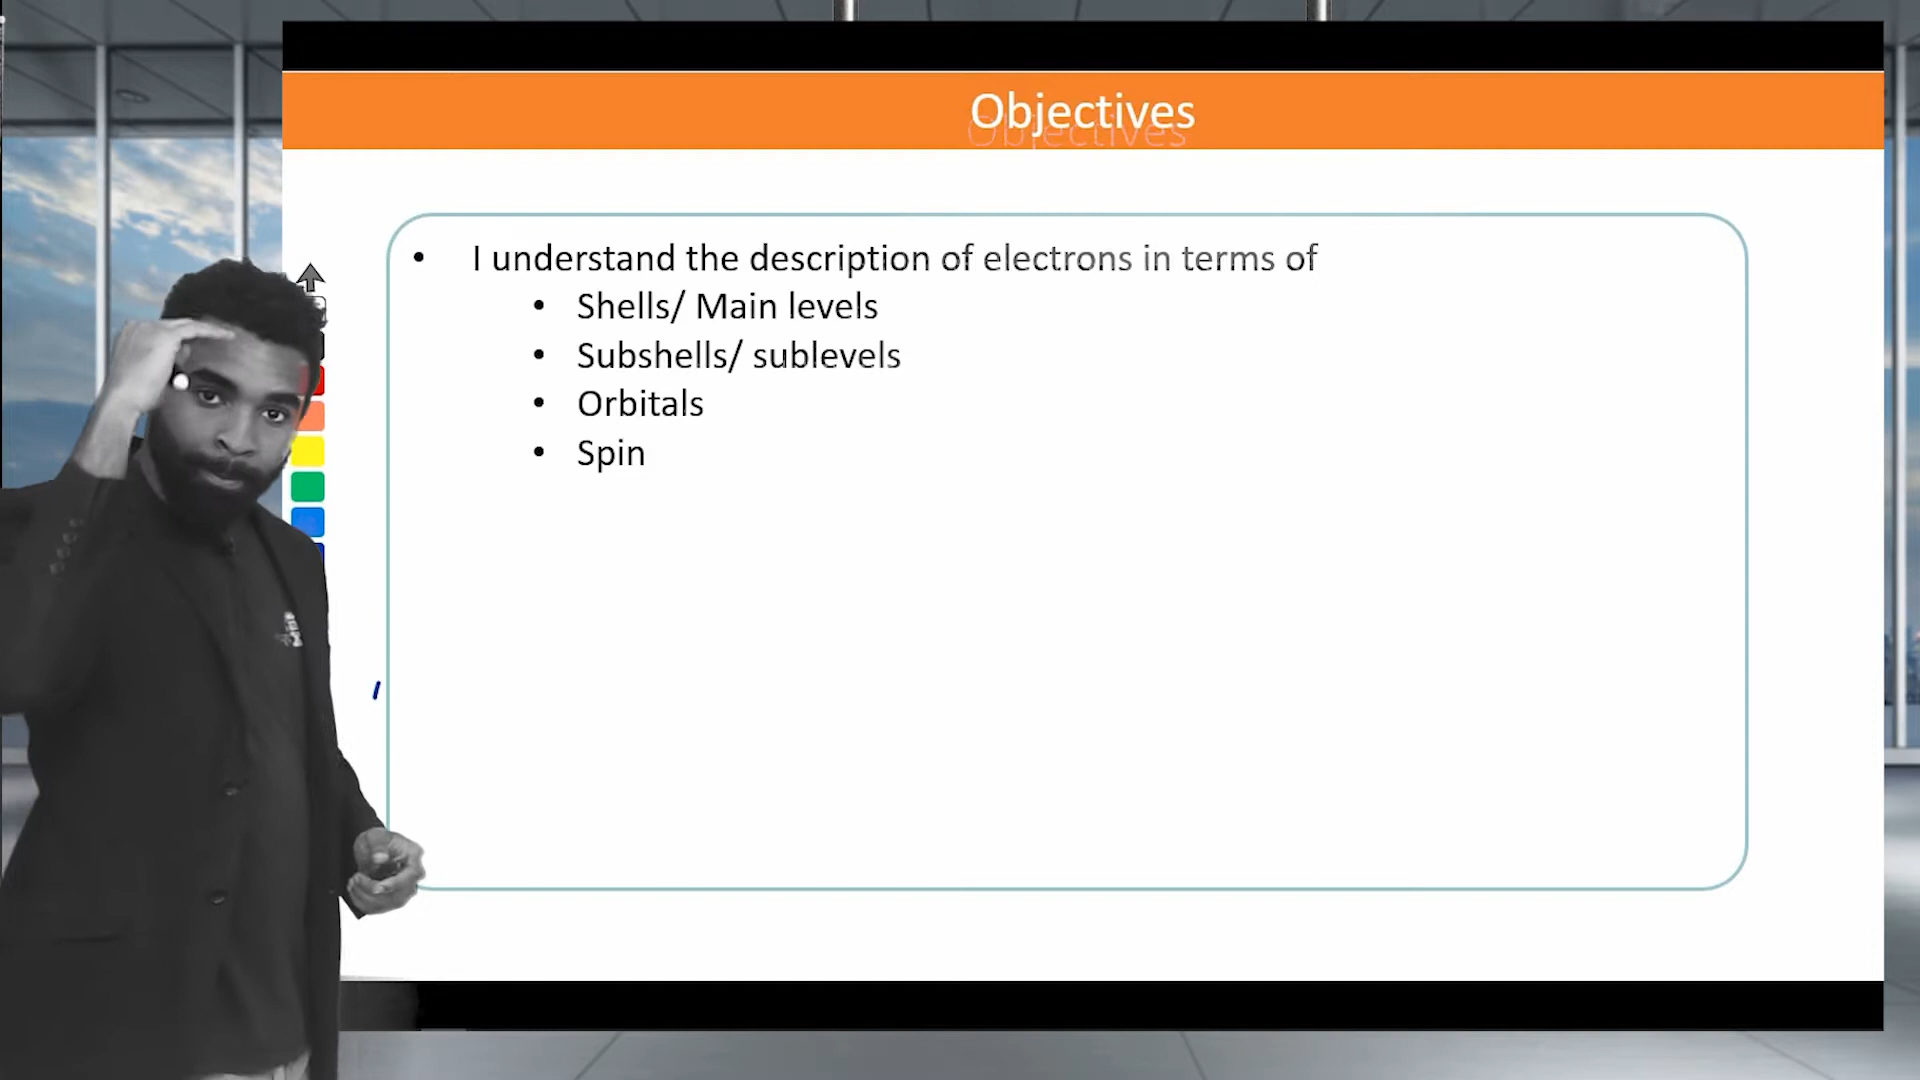 Objectives
• I understand the description of electrons in terms of
• Shells/ Main levels
• Subshells/ sublevels
• Orbitals
• Spin